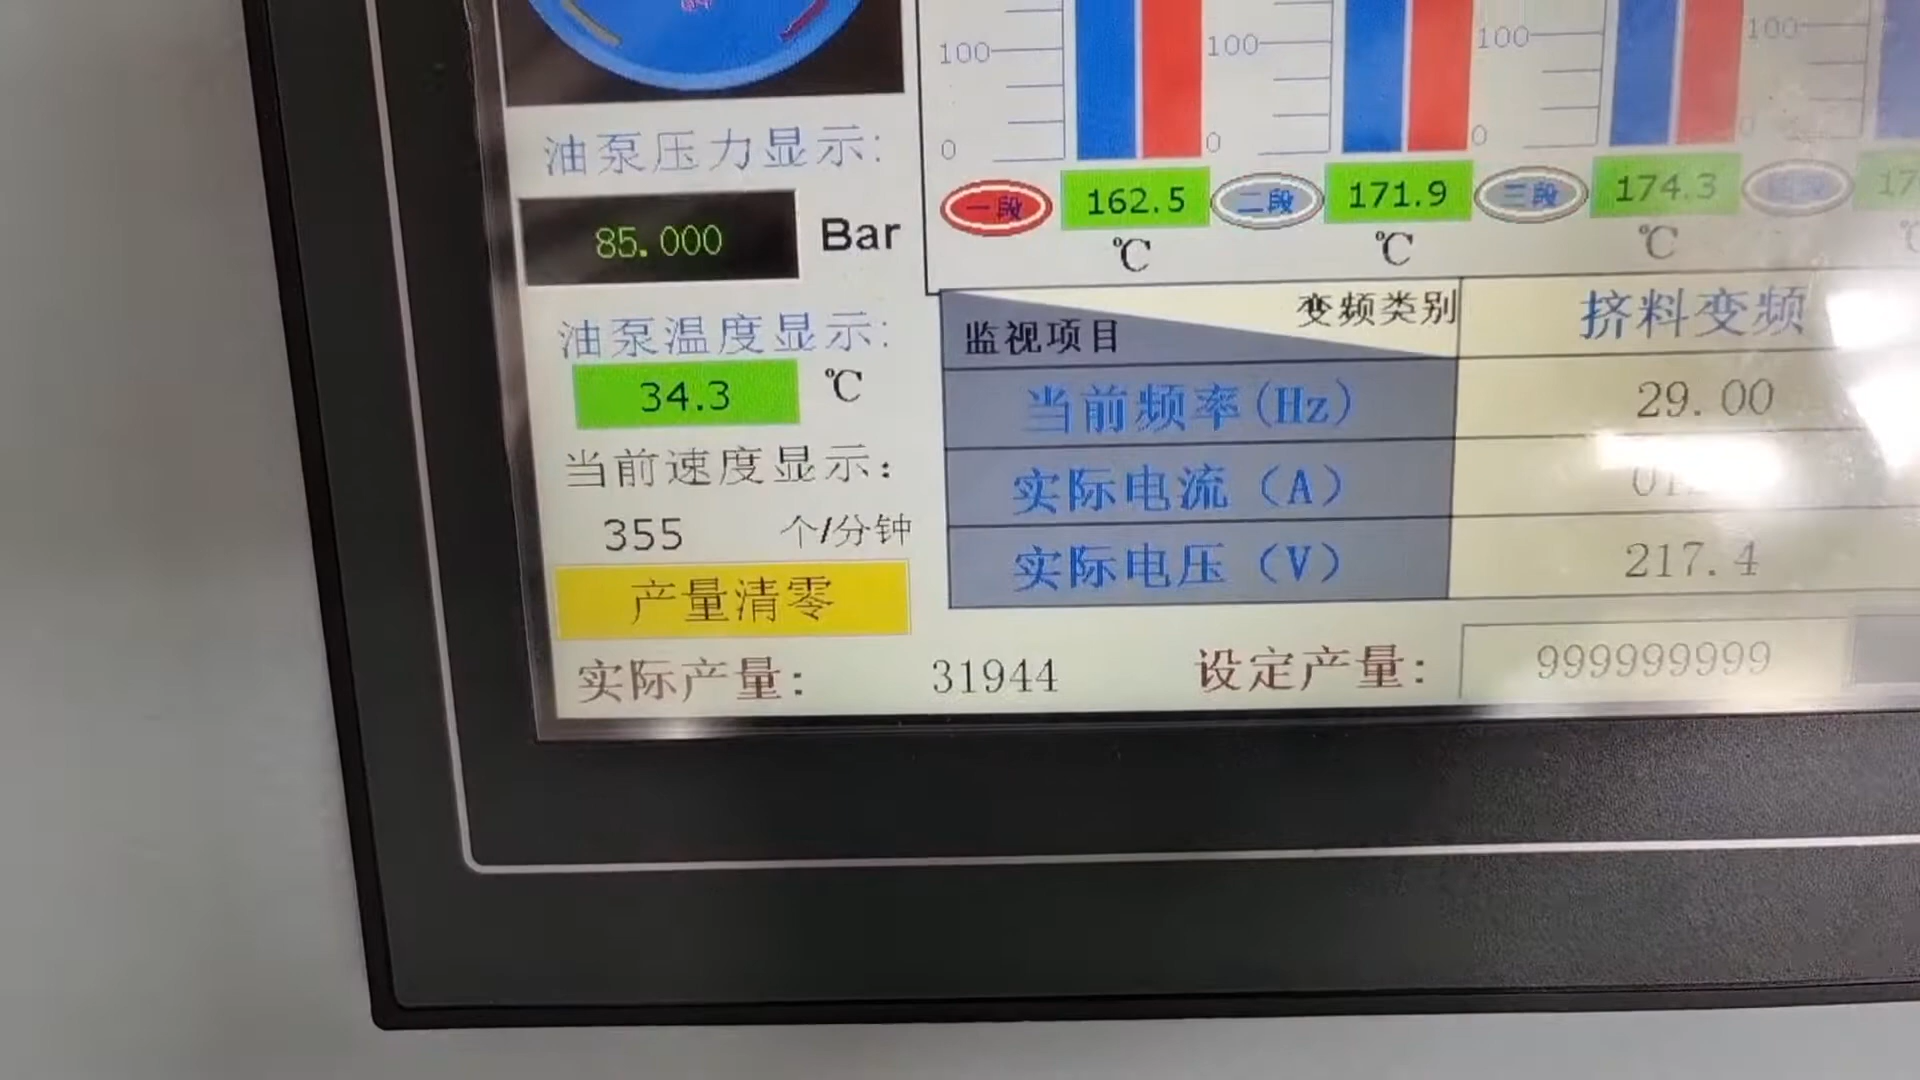 100 100 100 100
0 0 0 0
油泵压力显示:
85.000 Bar
一段 162.5 二段 171.9 三段 174.3
℃ ℃ ℃
油泵温度显示:
34.3 ℃
当前速度显示:
355 个/分钟
产量清零
变频类别 挤料变频
监视项目
当前频率(Hz) 29.00
实际电流（A）
实际电压（V） 217.4
实际产量: 31944 设定产量: 999999999